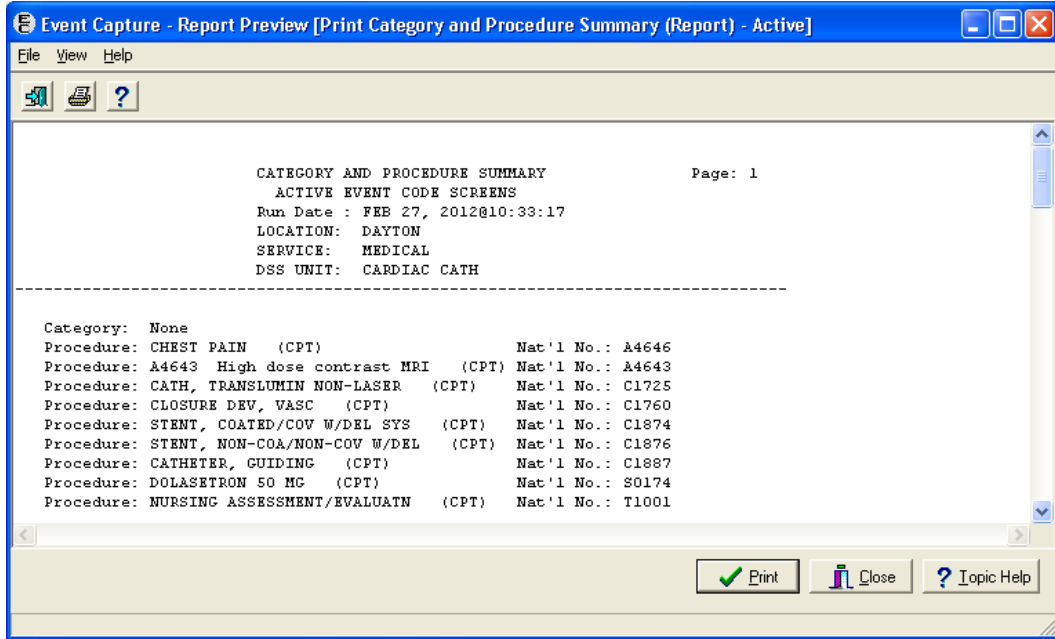 Event Capture - Report Preview [Print Category and Procedure Summary (Report) - Active]
File View Help
?
CATEGORY AND PROCEDURE SUMMARY Page: 1
ACTIVE EVENT CODE SCREENS
Run Date : FEB 27, 2012@10:33:17
LOCATION: DAYTON
SERVICE: MEDICAL
DSS UNIT: CARDIAC CATH
--------------------------------------------------------------------------------
Category: None
Procedure: CHEST PAIN (CPT) Nat'l No.: A4646
Procedure: A4643 High dose contrast MRI (CPT) Nat'l No.: A4643
Procedure: CATH, TRANSLUMIN NON-LASER (CPT) Nat'l No.: C1725
Procedure: CLOSURE DEV, VASC (CPT) Nat'l No.: C1760
Procedure: STENT, COATED/COV W/DEL SYS (CPT) Nat'l No.: C1874
Procedure: STENT, NON-COA/NON-COV W/DEL (CPT) Nat'l No.: C1876
Procedure: CATHETER, GUIDING (CPT) Nat'l No.: C1887
Procedure: DOLASETRON 50 MG (CPT) Nat'l No.: S0174
Procedure: NURSING ASSESSMENT/EVALUATN (CPT) Nat'l No.: T1001
Print Close ? Topic Help